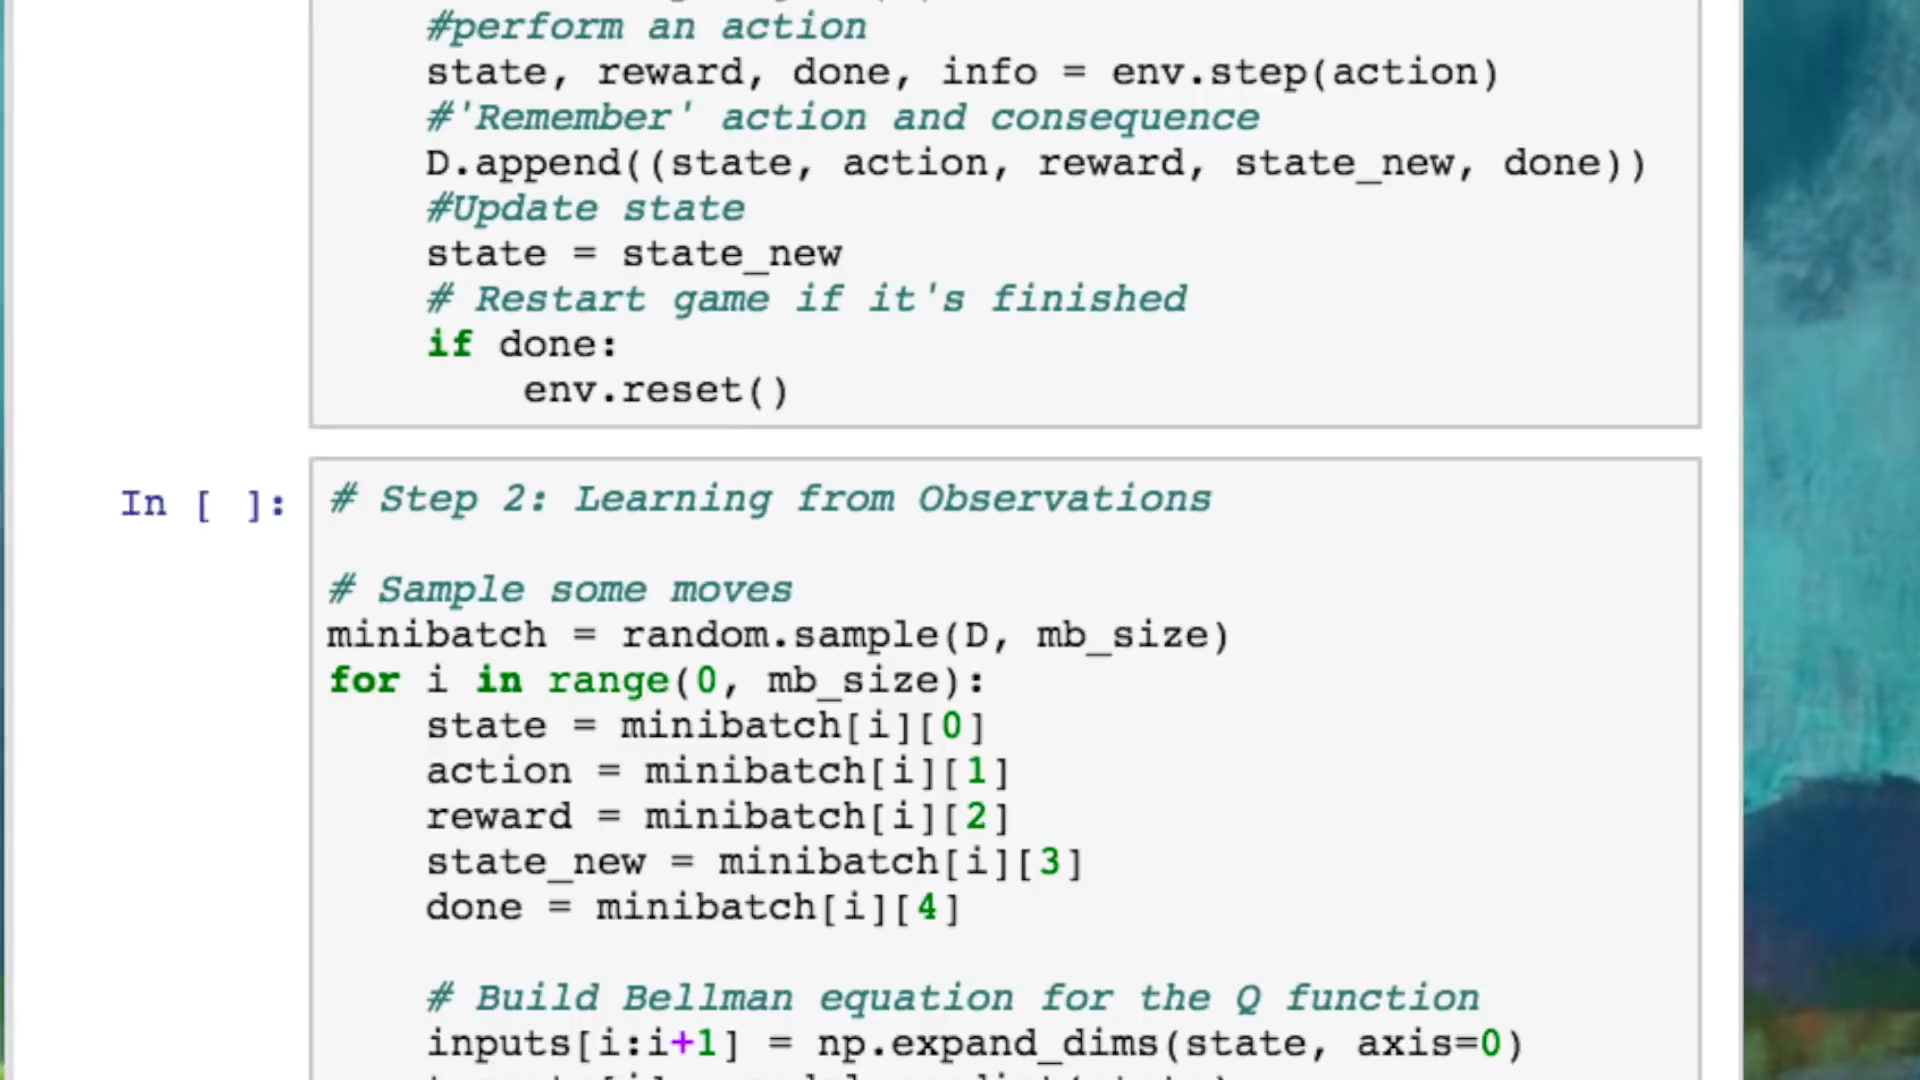 #perform an action
state, reward, done, info = env.step(action)
#'Remember' action and consequence
D.append((state, action, reward, state_new, done))
#Update state
state = state_new
# Restart game if it's finished
if done:
env.reset()
In [ ]:
# Step 2: Learning from Observations
# Sample some moves
minibatch = random.sample(D, mb_size)
for i in range(0, mb_size):
state = minibatch[i][0]
action = minibatch[i][1]
reward = minibatch[i][2]
state_new = minibatch[i][3]
done = minibatch[i][4]
# Build Bellman equation for the Q function
inputs[i:i+1] = np.expand_dims(state, axis=0)